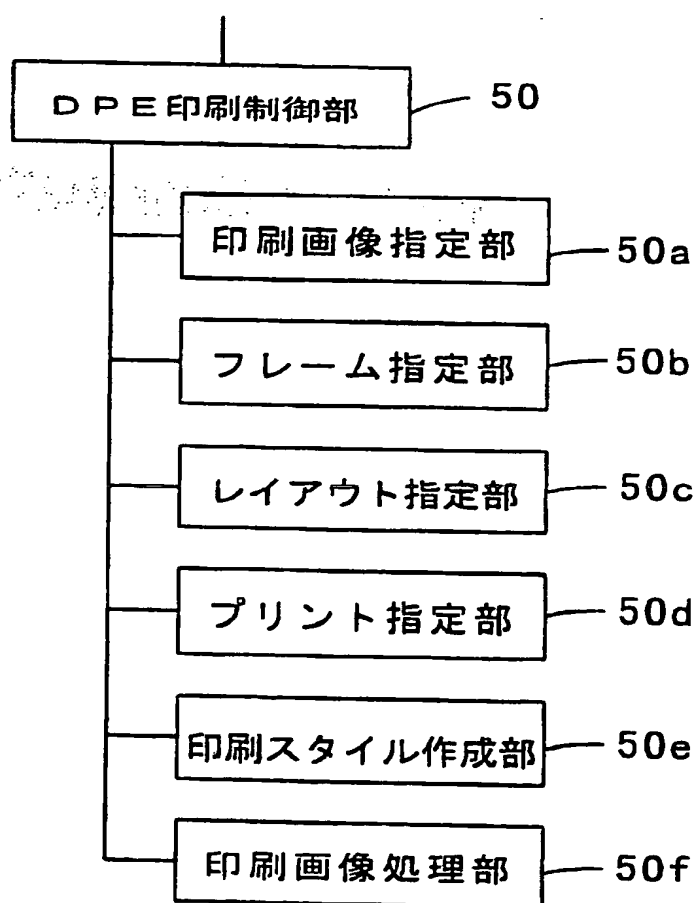 DPE印刷制御部 50
印刷画像指定部 50a
フレーム指定部 50b
レイアウト指定部 50c
プリント指定部 50d
印刷スタイル作成部 50e
印刷画像処理部 50f